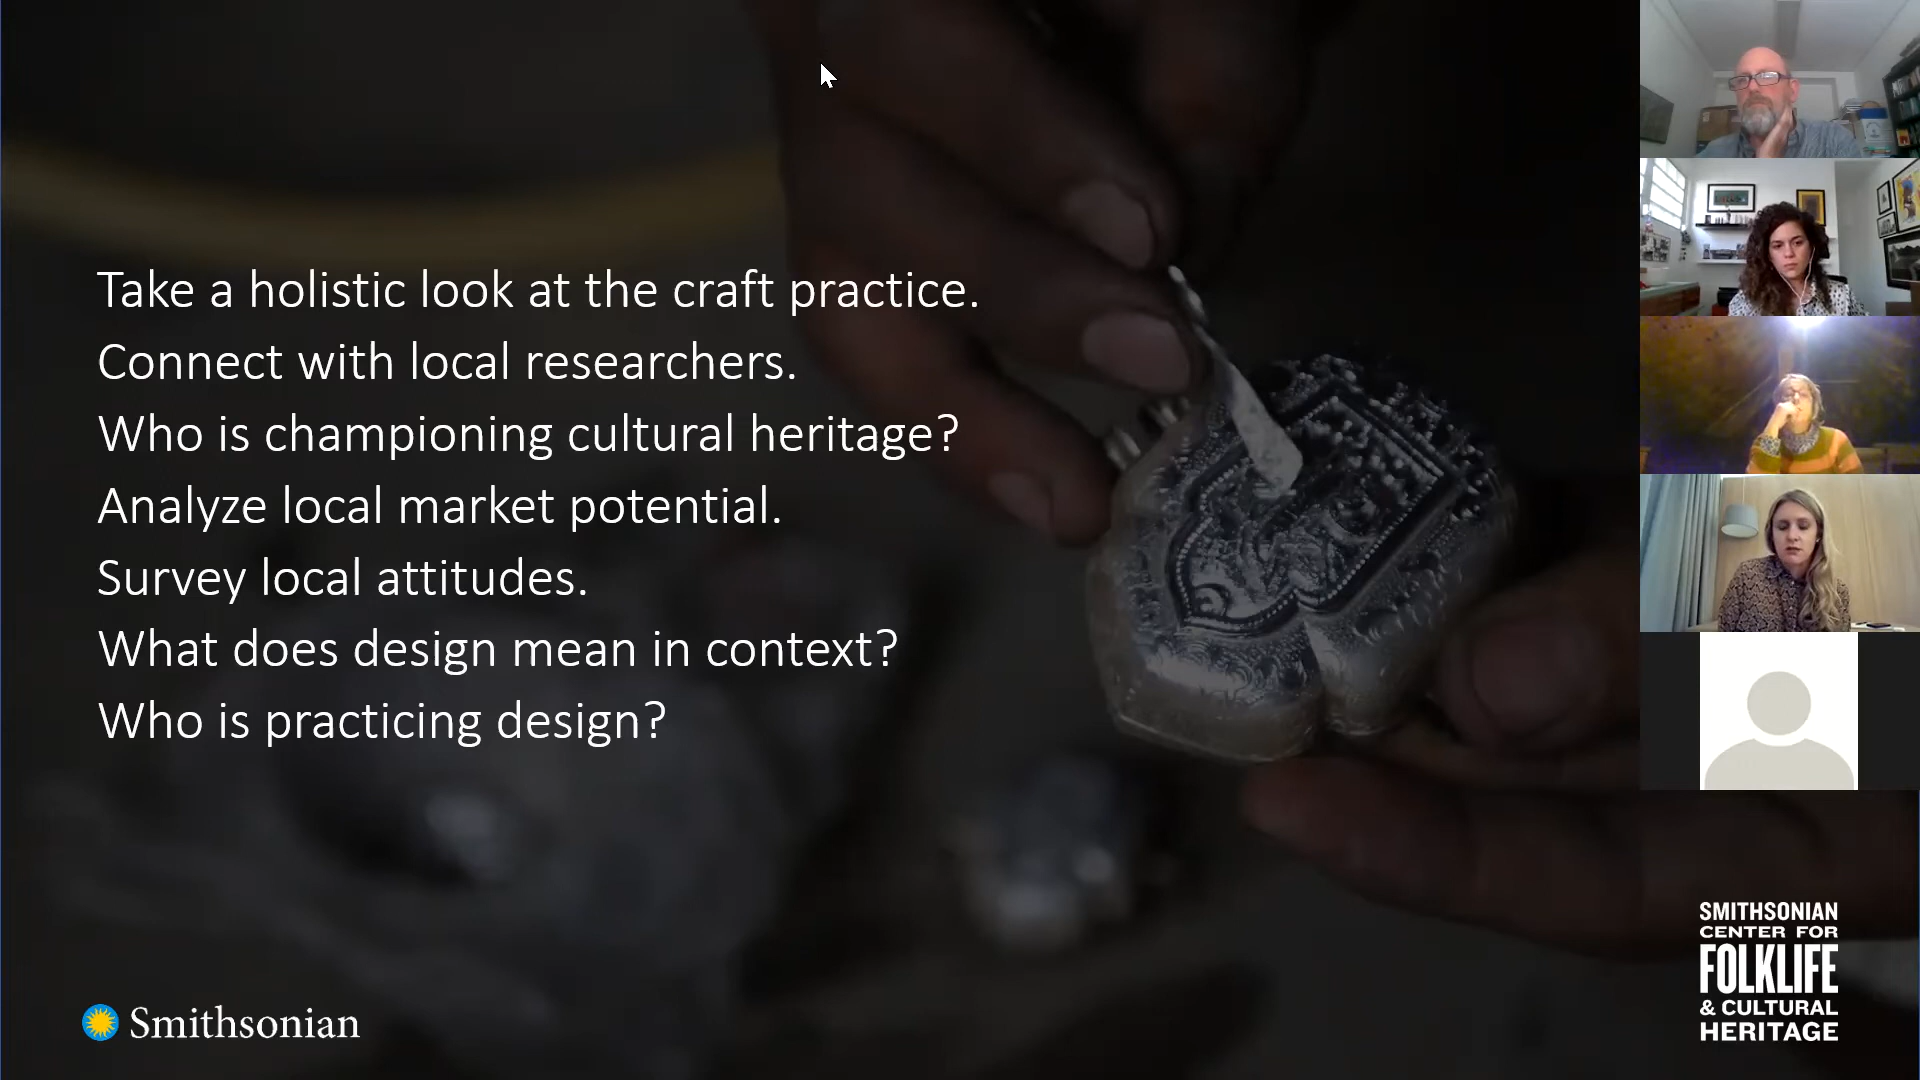 Take a holistic look at the craft practice.
Connect with local researchers.
Who is championing cultural heritage?
Analyze local market potential.
Survey local attitudes.
What does design mean in context?
Who is practicing design?
Smithsonian
SMITHSONIAN
CENTER FOR
FOLKLIFE
& CULTURAL
HERITAGE